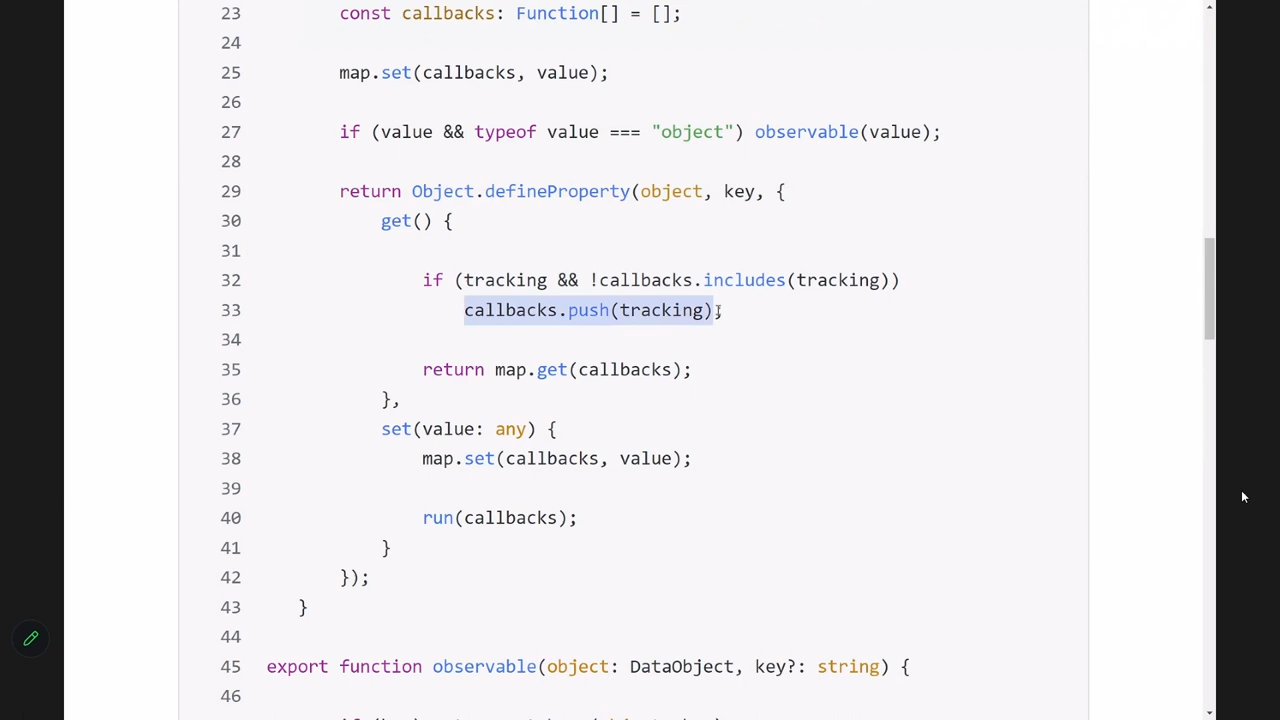 23 const callbacks: Function[] = [];
24
25 map.set(callbacks, value);
26
27 if (value && typeof value === "object") observable(value);
28
29 return Object.defineProperty(object, key, {
30 get() {
31
32 if (tracking && !callbacks.includes(tracking))
33 callbacks.push(tracking);
34
35 return map.get(callbacks);
36 },
37 set(value: any) {
38 map.set(callbacks, value);
39
40 run(callbacks);
41 }
42 });
43 }
44
45 export function observable(object: DataObject, key?: string) {
46